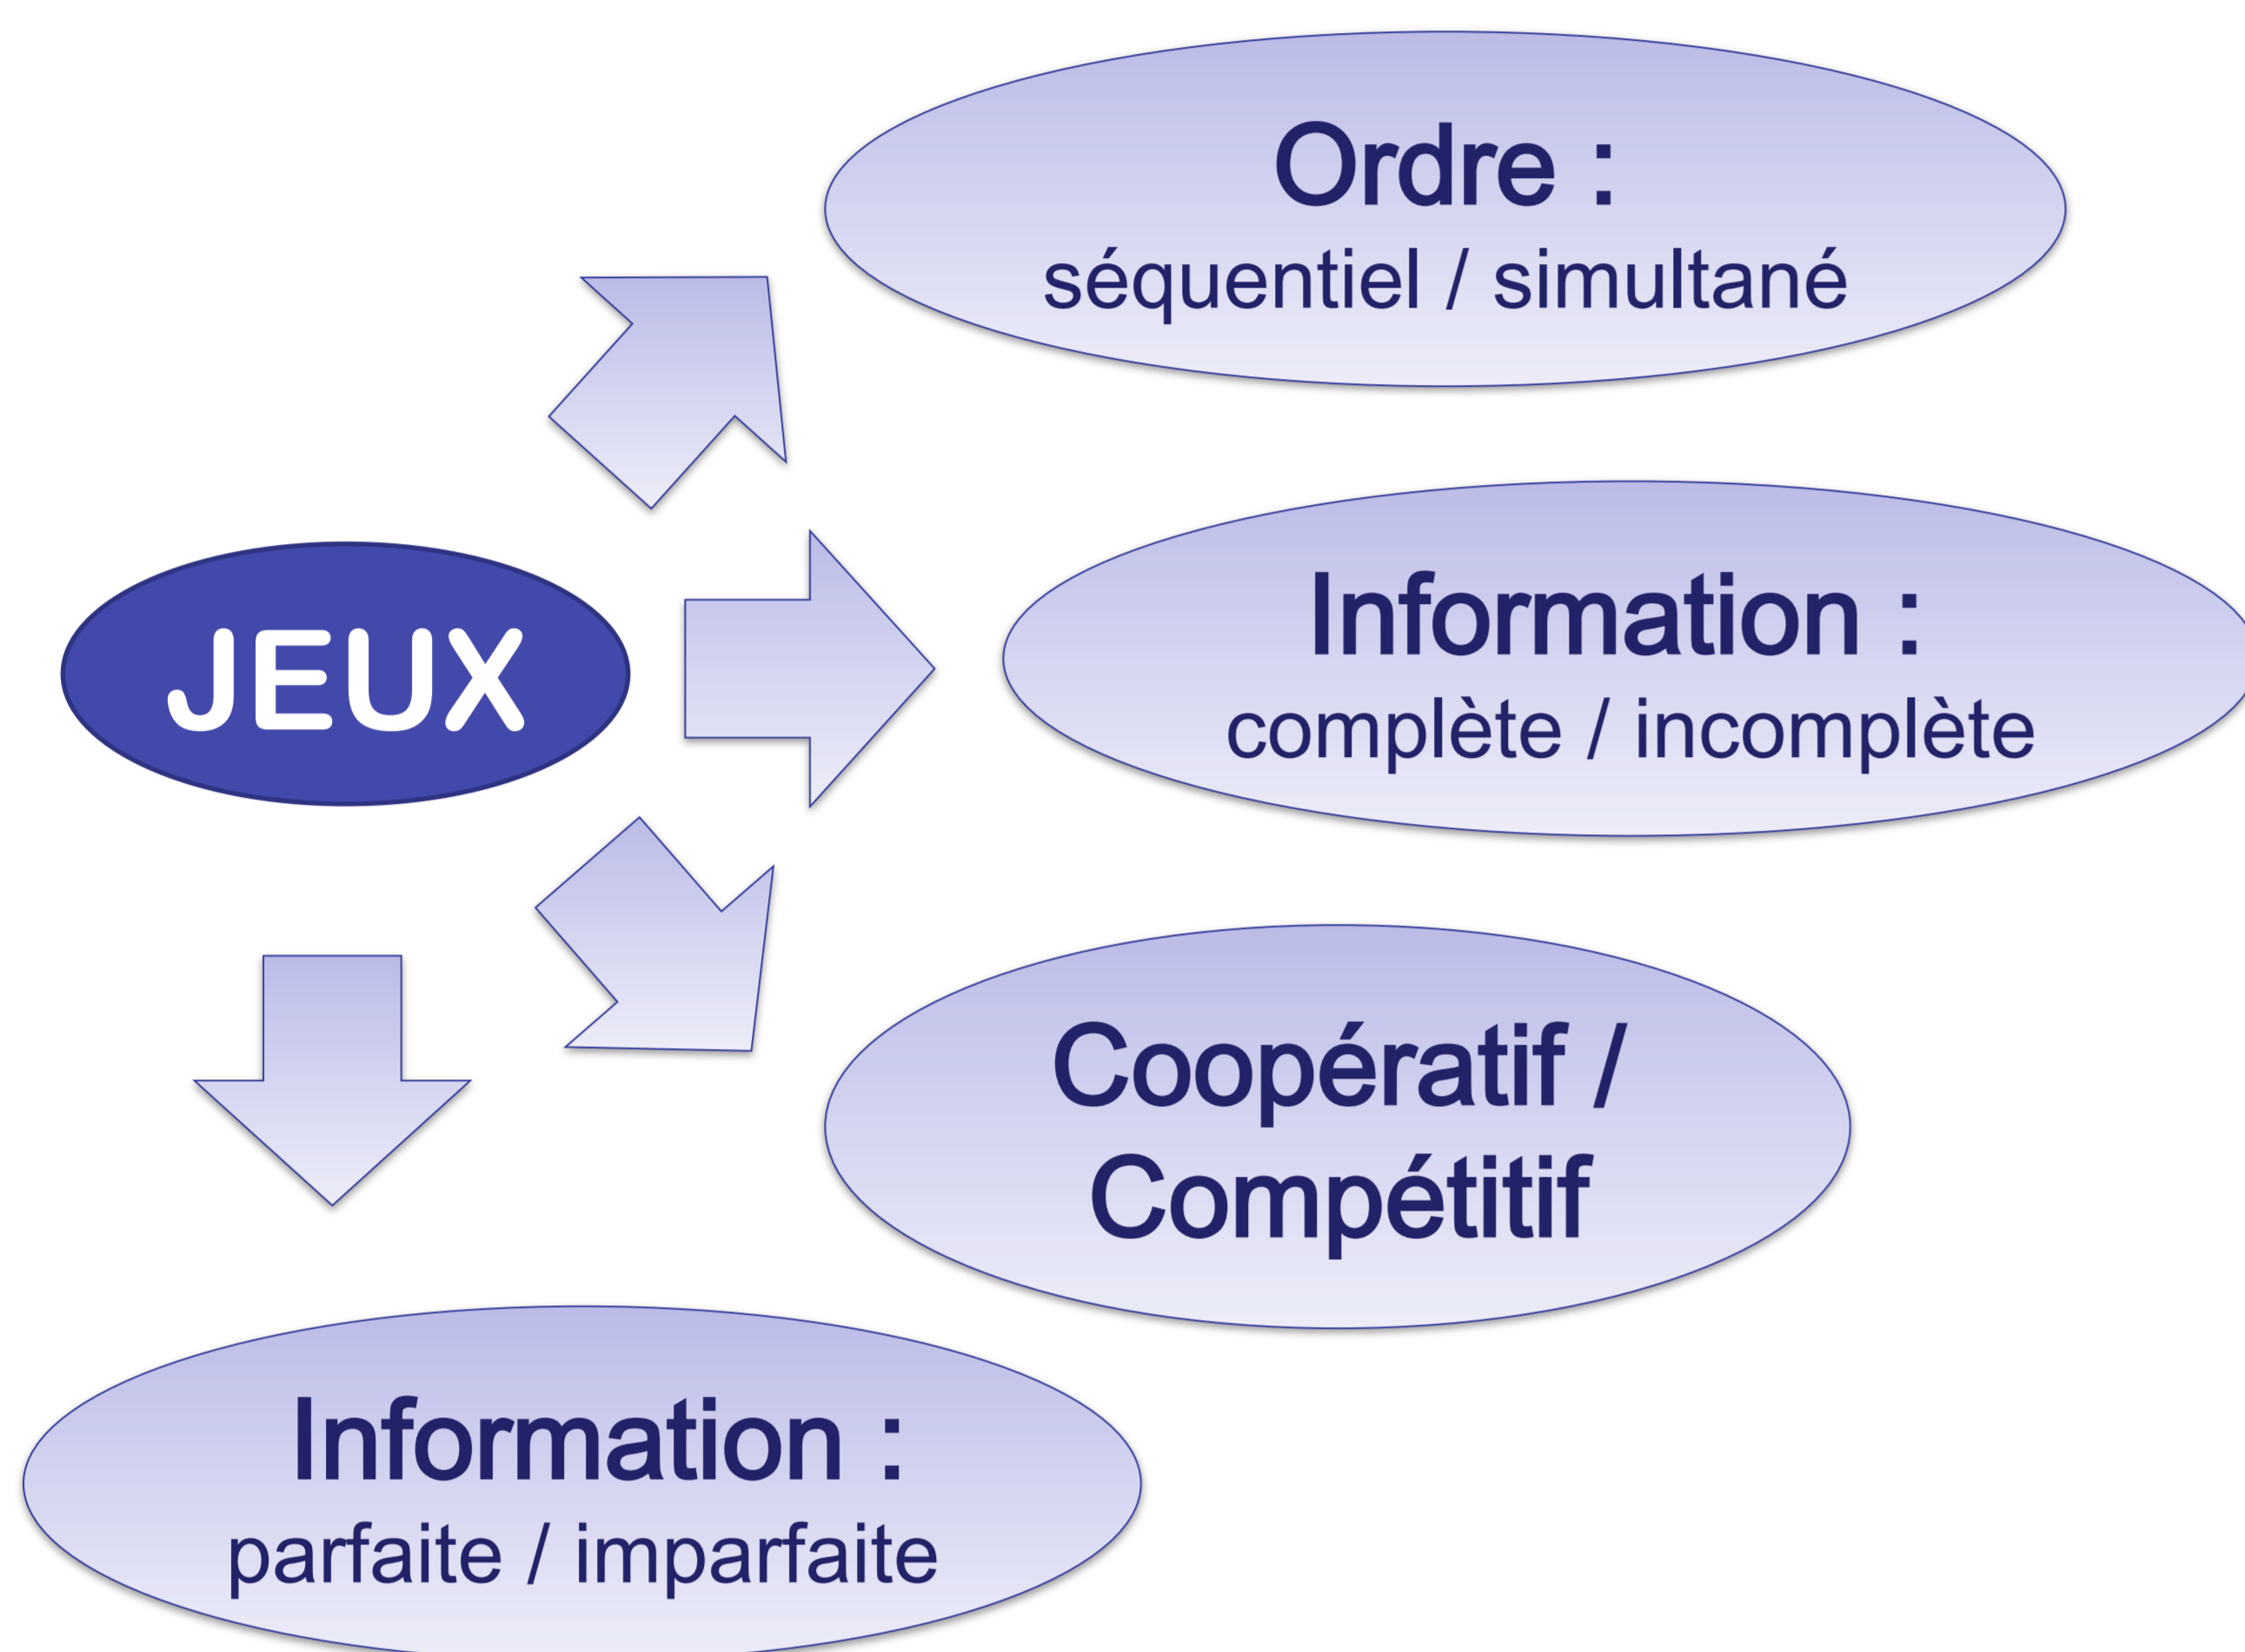 JEUX
Ordre :
séquentiel / simultané
Information :
complète / incomplète
Coopératif /
Compétitif
Information :
parfaite / imparfaite